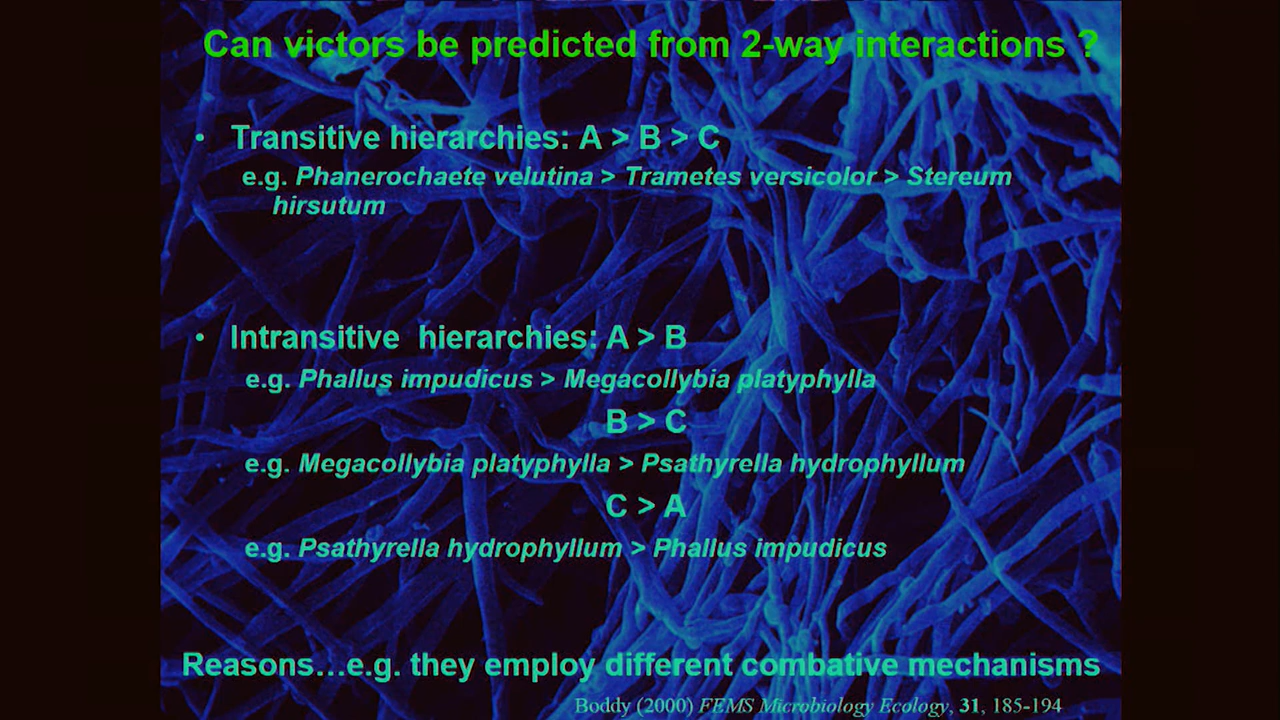 Can victors be predicted from 2-way interactions ?
• Transitive hierarchies: A > B > C
e.g. Phanerochaete velutina > Trametes versicolor > Stereum
hirsutum
• Intransitive hierarchies: A > B
e.g. Phallus impudicus > Megacollybia platyphylla
B > C
e.g. Megacollybia platyphylla > Psathyrella hydrophyllum
C > A
e.g. Psathyrella hydrophyllum > Phallus impudicus
Reasons…e.g. they employ different combative mechanisms
Boddy (2000) FEMS Microbiology Ecology, 31, 185-194